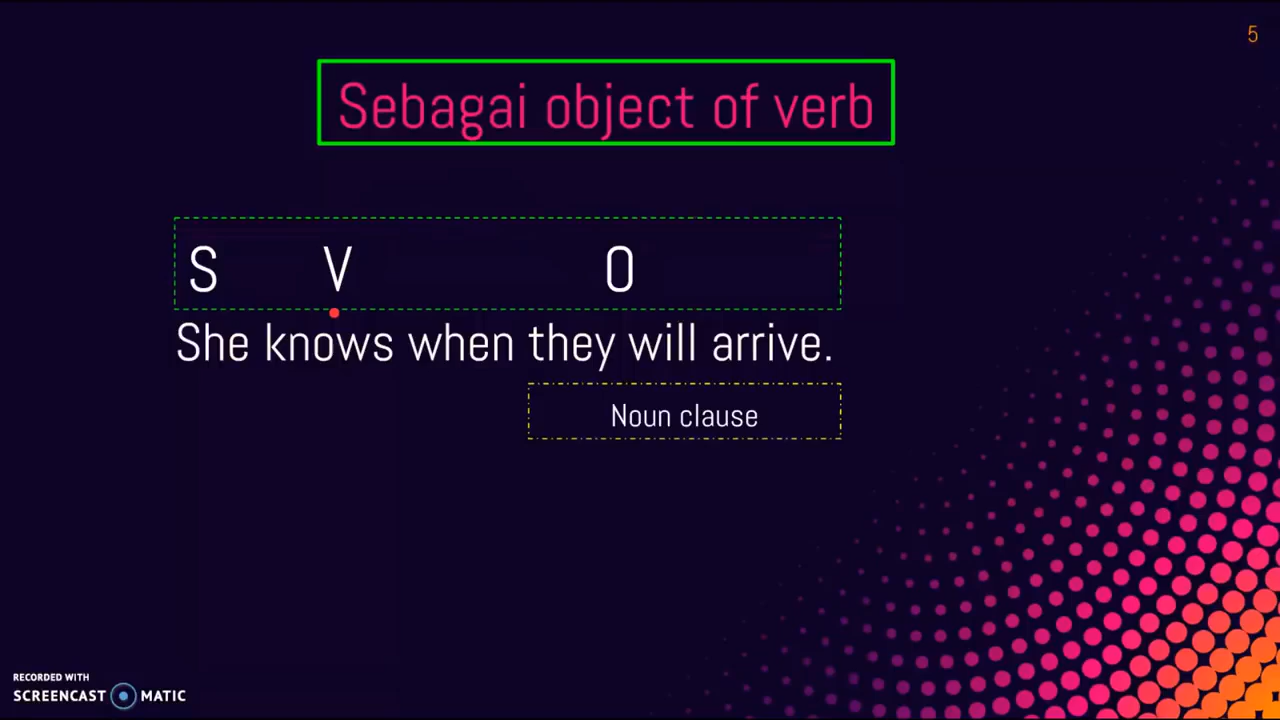 5
Sebagai object of verb
S V O
She knows when they will arrive.
Noun clause
RECORDED WITH
SCREENCAST MATIC